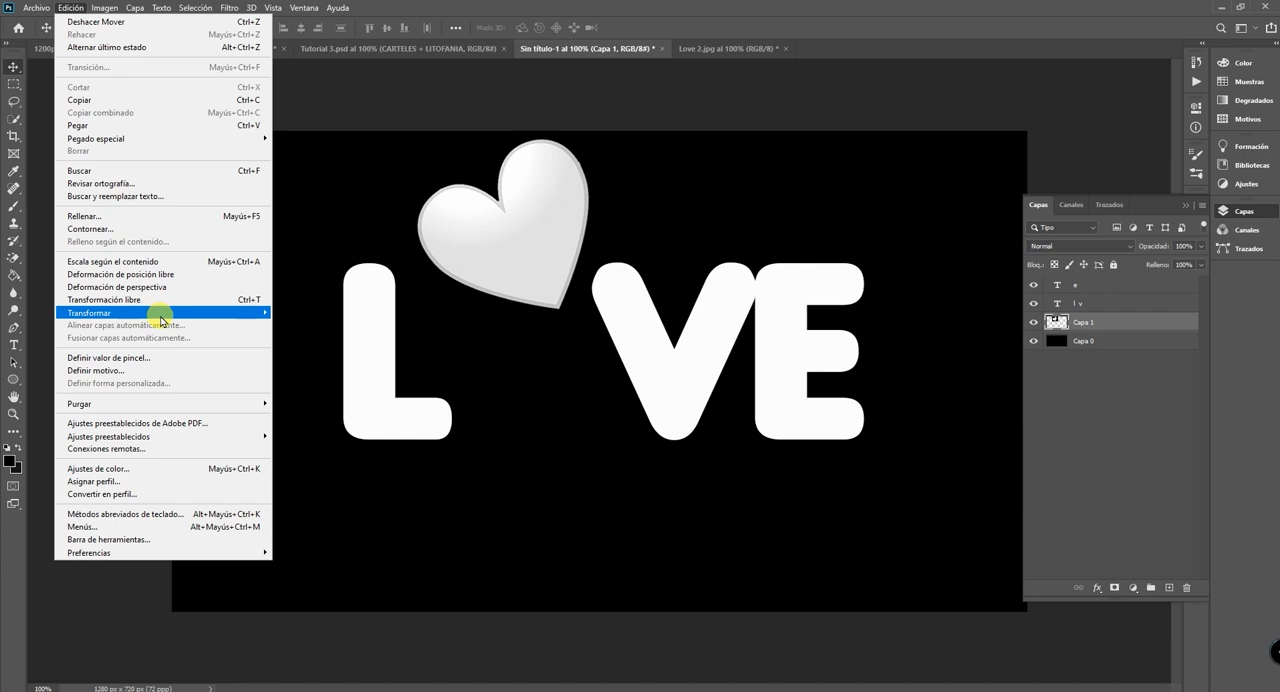 Ps Archivo Edición Imagen Capa Texto Selección Filtro 3D Vista Ventana Ayuda
Modo 3D:
1200p
Tutorial 3.psd al 100% (CARTELES + LITOFANIA, RGB/8#) × Sin título-1 al 100% (Capa 1, RGB/8#) * × Love 2.jpg al 100% (RGB/8) * ×
Deshacer Mover Ctrl+Z
Rehacer Mayús+Ctrl+Z
Alternar último estado Alt+Ctrl+Z
Transición... Mayús+Ctrl+F
Cortar Ctrl+X
Copiar Ctrl+C
Copiar combinado Mayús+Ctrl+C
Pegar Ctrl+V
Pegado especial
Borrar
Buscar Ctrl+F
Revisar ortografía...
Buscar y reemplazar texto...
Rellenar... Mayús+F5
Contornear...
Relleno según el contenido...
Escala según el contenido Mayús+Ctrl+A
Deformación de posición libre
Deformación de perspectiva
Transformación libre Ctrl+T
Transformar
Alinear capas automáticamente...
Fusionar capas automáticamente...
Definir valor de pincel...
Definir motivo...
Definir forma personalizada...
Purgar
Ajustes preestablecidos de Adobe PDF...
Ajustes preestablecidos
Conexiones remotas...
Ajustes de color... Mayús+Ctrl+K
Asignar perfil...
Convertir en perfil...
Métodos abreviados de teclado... Alt+Mayús+Ctrl+K
Menús... Alt+Mayús+Ctrl+M
Barra de herramientas...
Preferencias
L VE
Color
Muestras
Degradados
Motivos
Formación
Bibliotecas
Ajustes
Capas
Canales
Trazados
Capas Canales Trazados
Tipo
Normal Opacidad: 100%
Bloq.: Relleno: 100%
T e
T l v
Capa 1
Capa 0
fx
100% 1280 px x 720 px (72 ppp)